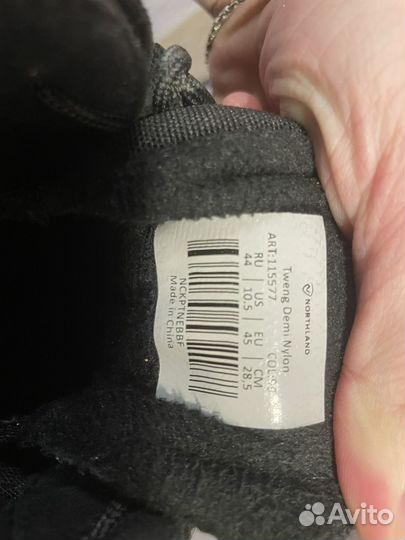 NORTHLAND
Tweng Demi Nylon
ART:115577 COL:
RU | US | EU | CM
44 | 10.5 | 45 | 28.5
NCKPTNEBBF
Made in China
Avito